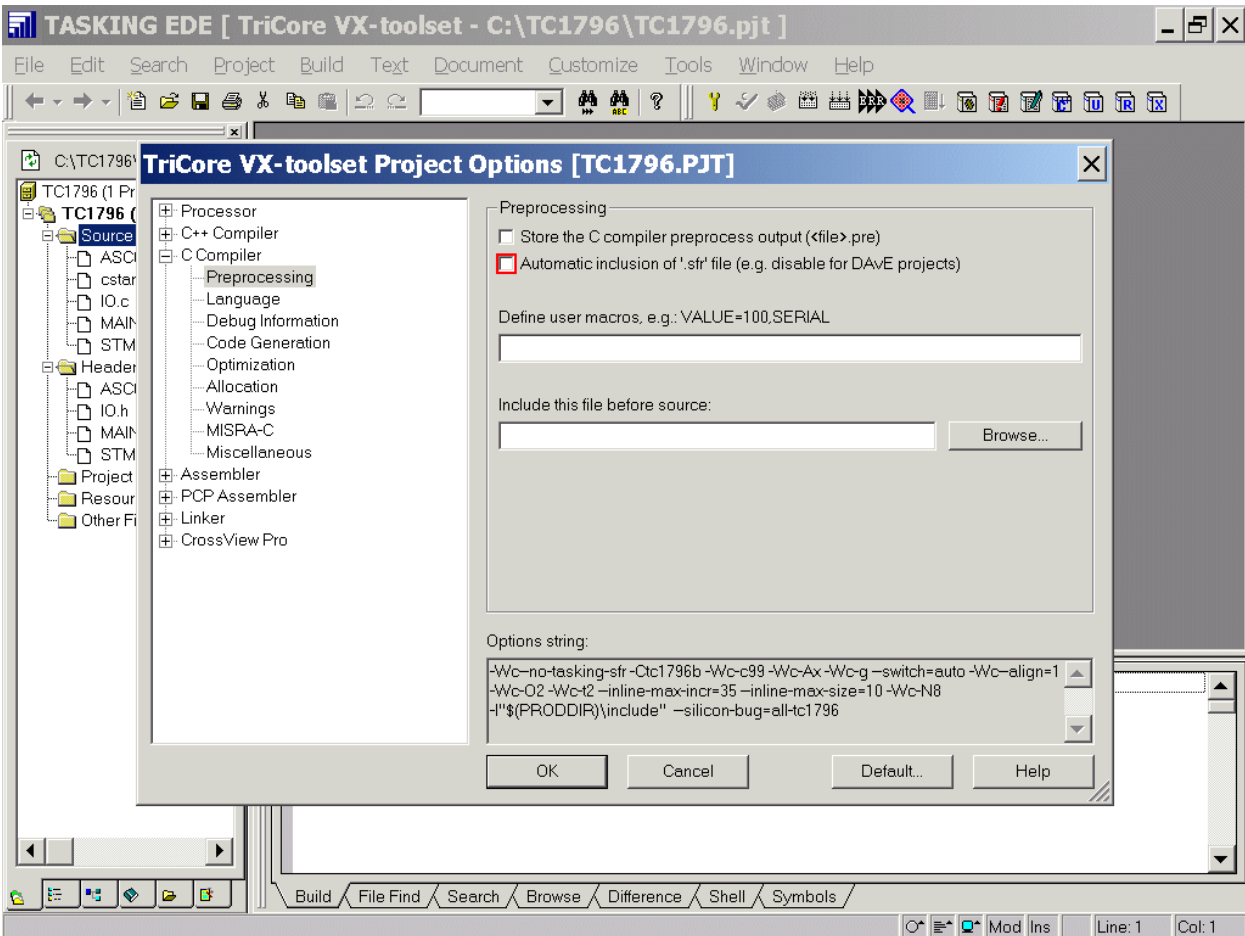 TASKING EDE [ TriCore VX-toolset - C:\TC1796\TC1796.pjt ]
File Edit Search Project Build Text Document Customize Tools Window Help
C:\TC1796\
TC1796 (1 Pr
TC1796 (
Source
ASCI
cstar
IO.c
MAIN
STM
Header
ASCI
IO.h
MAIN
STM
Project
Resour
Other Fi
TriCore VX-toolset Project Options [TC1796.PJT]
Processor
C++ Compiler
C Compiler
Preprocessing
Language
Debug Information
Code Generation
Optimization
Allocation
Warnings
MISRA-C
Miscellaneous
Assembler
PCP Assembler
Linker
CrossView Pro
Preprocessing
Store the C compiler preprocess output (<file>.pre)
Automatic inclusion of '.sfr' file (e.g. disable for DAvE projects)
Define user macros, e.g.: VALUE=100,SERIAL
Include this file before source:
Browse...
Options string:
-Wc--no-tasking-sfr -Ctc1796b -Wc-c99 -Wc-Ax -Wc-g --switch=auto -Wc--align=1
-Wc-O2 -Wc-t2 --inline-max-incr=35 --inline-max-size=10 -Wc-N8
-I"$(PRODDIR)\include" --silicon-bug=all-tc1796
OK Cancel Default... Help
Build File Find Search Browse Difference Shell Symbols
Mod Ins Line: 1 Col: 1